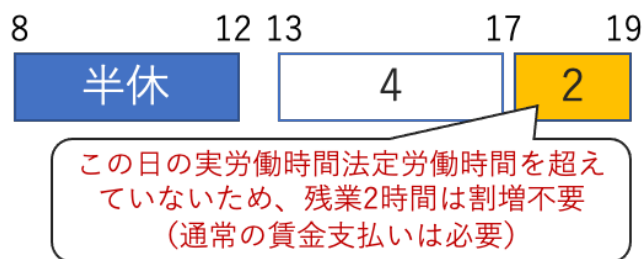 8 12 13 17 19
半休 4 2
この日の実労働時間法定労働時間を超え
ていないため、残業2時間は割増不要
(通常の賃金支払いは必要)